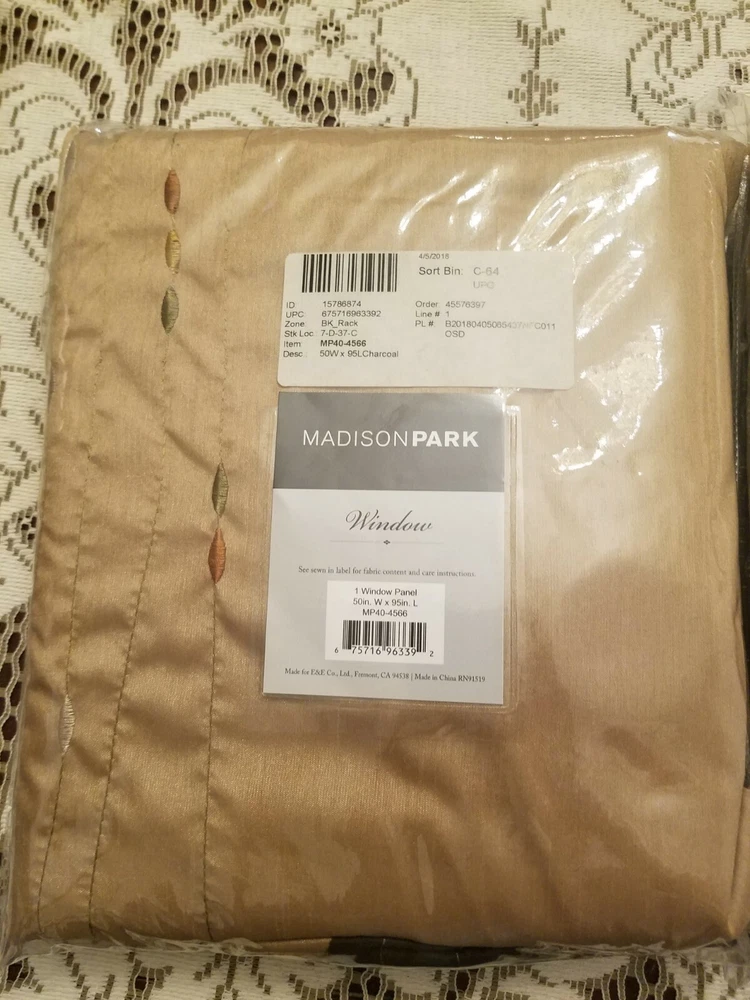 4/5/2018
Sort Bin: C-64
UPC
ID: 15786874
UPC: 675716963392
Zone: BK_Rack
Stk Loc: 7-D-37-C
Item: MP40-4566
Desc.: 50W x 95LCharcoal
Order: 45576397
Line # 1
PL #:
OSD
MADISONPARK
Window
See sewn in label for fabric content and care instructions.
1 Window Panel
50in. W x 95in. L
MP40-4566
6 75716 96339 2
Made for E&E Co., Ltd., Fremont, CA 94538 | Made in China RN91519